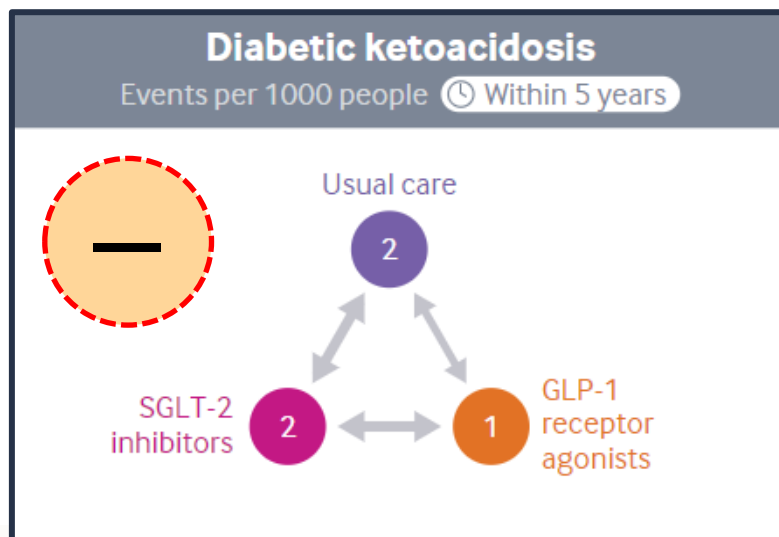 Diabetic ketoacidosis
Events per 1000 people Within 5 years
Usual care
2
SGLT-2
inhibitors
2
1
GLP-1
receptor
agonists